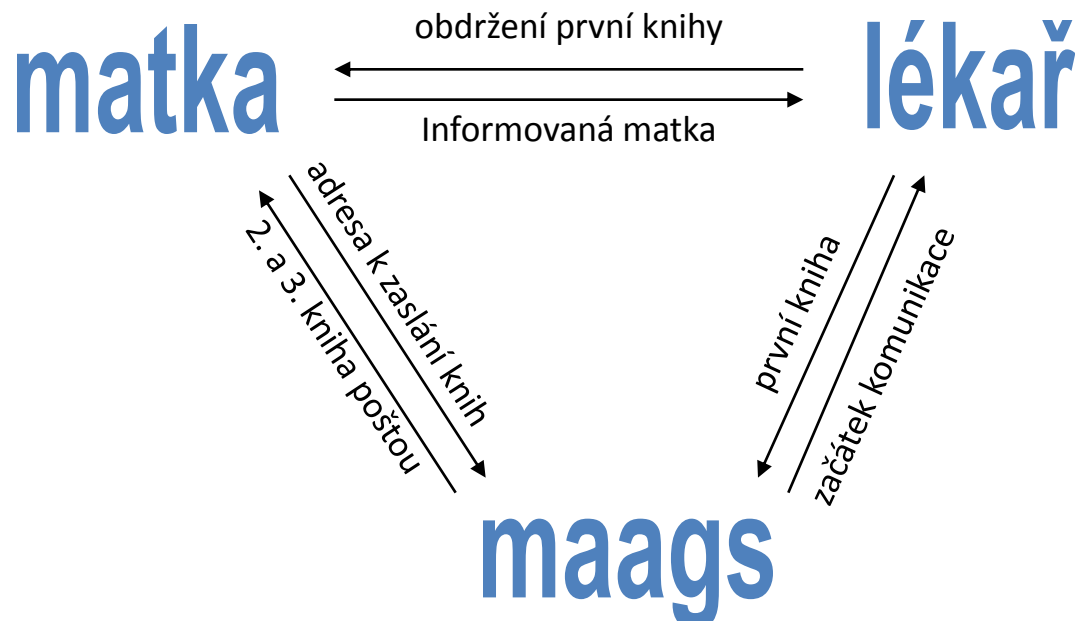 obdržení první knihy
matka
lékař
Informovaná matka
adresa k zaslání knih
2. a 3. kniha poštou
první kniha
začátek komunikace
maags